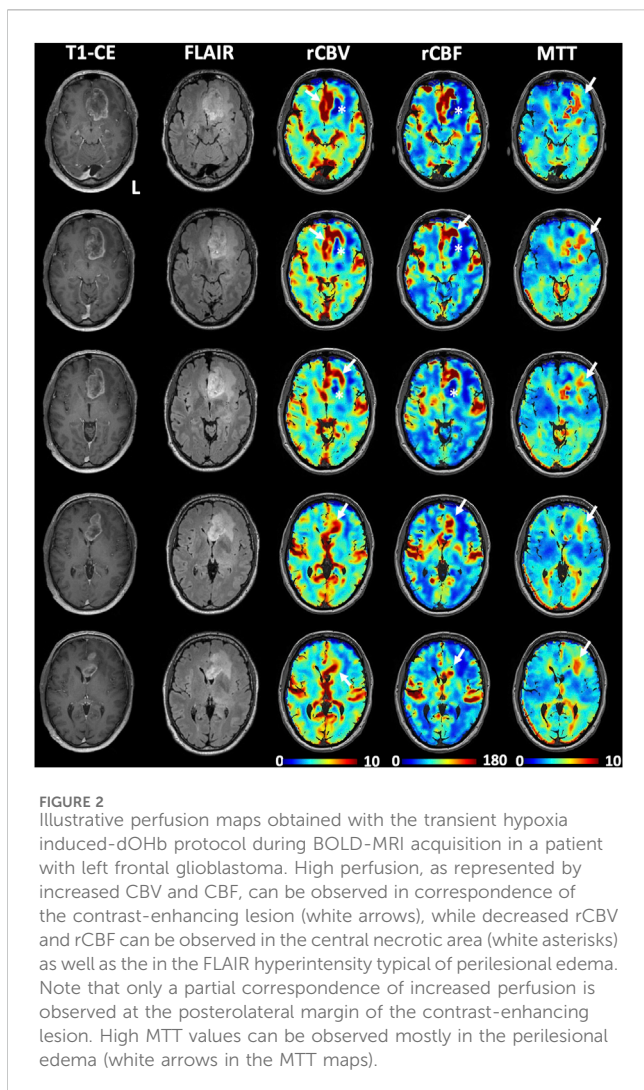 T1-CE FLAIR rCBV rCBF MTT
*
*
L
*
*
*
*
0 10 0 180 0 10
FIGURE 2
Illustrative perfusion maps obtained with the transient hypoxia
induced-dOHb protocol during BOLD-MRI acquisition in a patient
with left frontal glioblastoma. High perfusion, as represented by
increased CBV and CBF, can be observed in correspondence of
the contrast-enhancing lesion (white arrows), while decreased rCBV
and rCBF can be observed in the central necrotic area (white asterisks)
as well as the in the FLAIR hyperintensity typical of perilesional edema.
Note that only a partial correspondence of increased perfusion is
observed at the posterolateral margin of the contrast-enhancing
lesion. High MTT values can be observed mostly in the perilesional
edema (white arrows in the MTT maps).